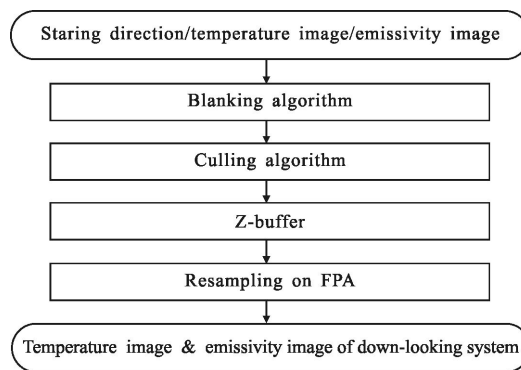 Staring direction/temperature image/emissivity image
Blanking algorithm
Culling algorithm
Z-buffer
Resampling on FPA
Temperature image & emissivity image of down-looking system